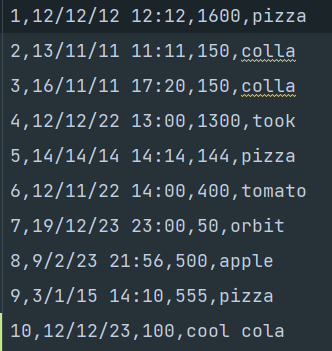 1,12/12/12 12:12,1600,pizza
2,13/11/11 11:11,150,colla
3,16/11/11 17:20,150,colla
4,12/12/22 13:00,1300,took
5,14/14/14 14:14,144,pizza
6,12/11/22 14:00,400,tomato
7,19/12/23 23:00,50,orbit
8,9/2/23 21:56,500,apple
9,3/1/15 14:10,555,pizza
10,12/12/23,100,cool cola